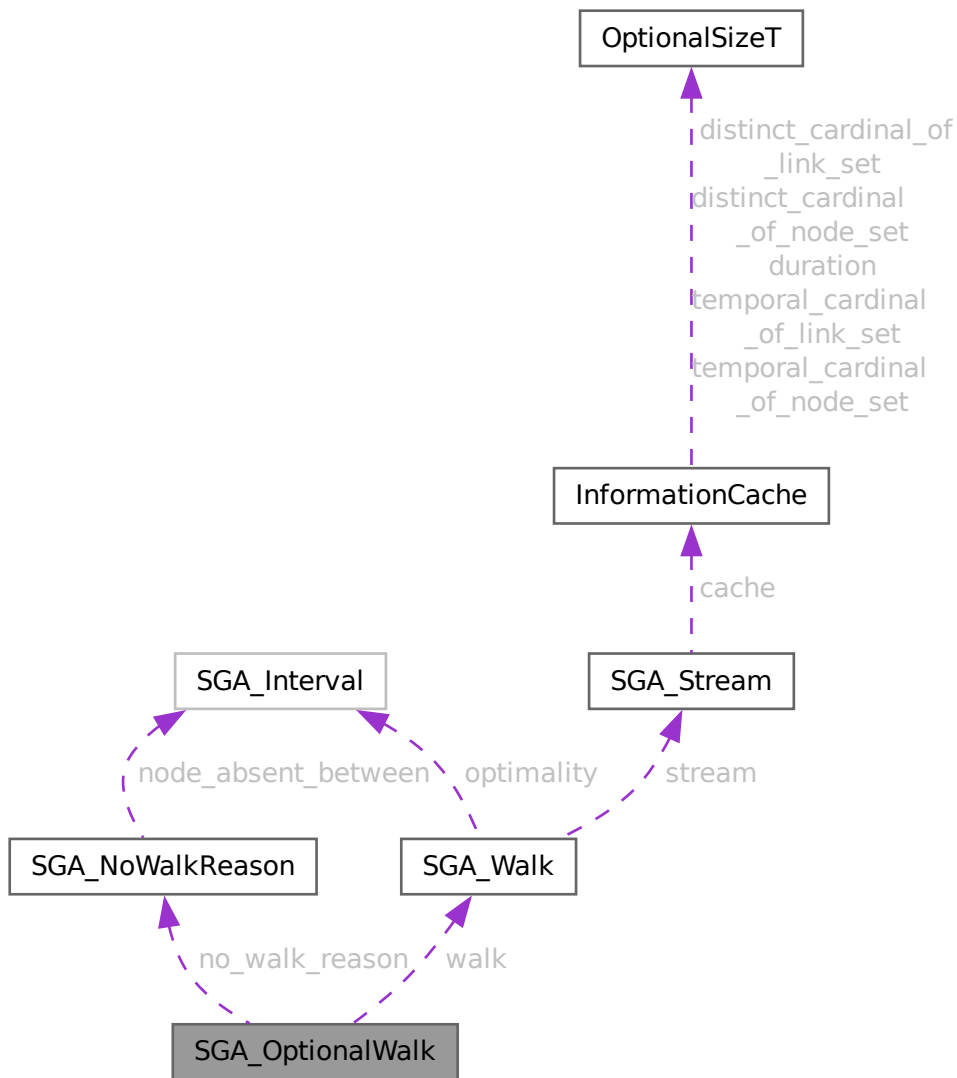 OptionalSizeT
distinct_cardinal_of
_link_set
distinct_cardinal
_of_node_set
duration
temporal_cardinal
_of_link_set
temporal_cardinal
_of_node_set
InformationCache
cache
SGA_Interval
SGA_Stream
node_absent_between
optimality
stream
SGA_NoWalkReason
SGA_Walk
no_walk_reason
walk
SGA_OptionalWalk